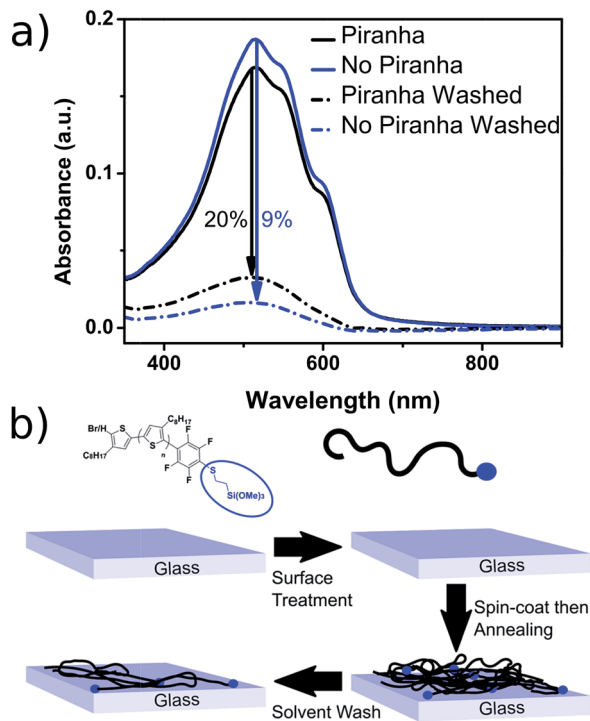 a)
0.2
0.1
0.0
Absorbance (a.u.)
Piranha
No Piranha
Piranha Washed
No Piranha Washed
20%
9%
400
600
800
Wavelength (nm)
b)
Br/H
S
C8H17
S
C8H17
n
F
F
F
F
S
Si(OMe)3
Glass
Surface
Treatment
Glass
Spin-coat then
Annealing
Glass
Solvent Wash
Glass